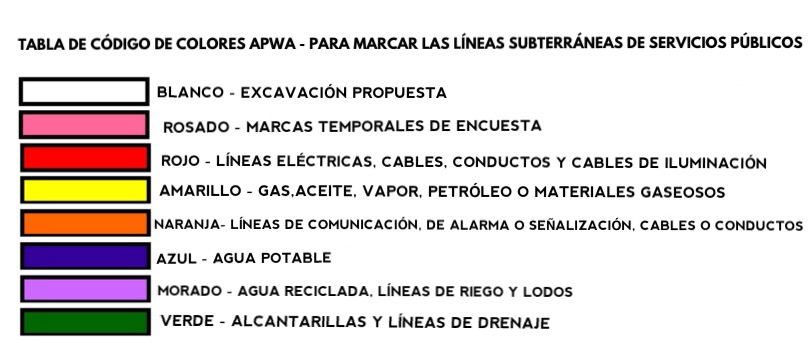 TABLA DE CÓDIGO DE COLORES APWA - PARA MARCAR LAS LÍNEAS SUBTERRÁNEAS DE SERVICIOS PÚBLICOS
BLANCO - EXCAVACIÓN PROPUESTA
ROSADO - MARCAS TEMPORALES DE ENCUESTA
ROJO - LÍNEAS ELÉCTRICAS, CABLES, CONDUCTOS Y CABLES DE ILUMINACIÓN
AMARILLO - GAS,ACEITE, VAPOR, PETRÓLEO O MATERIALES GASEOSOS
NARANJA- LÍNEAS DE COMUNICACIÓN, DE ALARMA O SEÑALIZACIÓN, CABLES O CONDUCTOS
AZUL - AGUA POTABLE
MORADO - AGUA RECICLADA, LÍNEAS DE RIEGO Y LODOS
VERDE - ALCANTARILLAS Y LÍNEAS DE DRENAJE